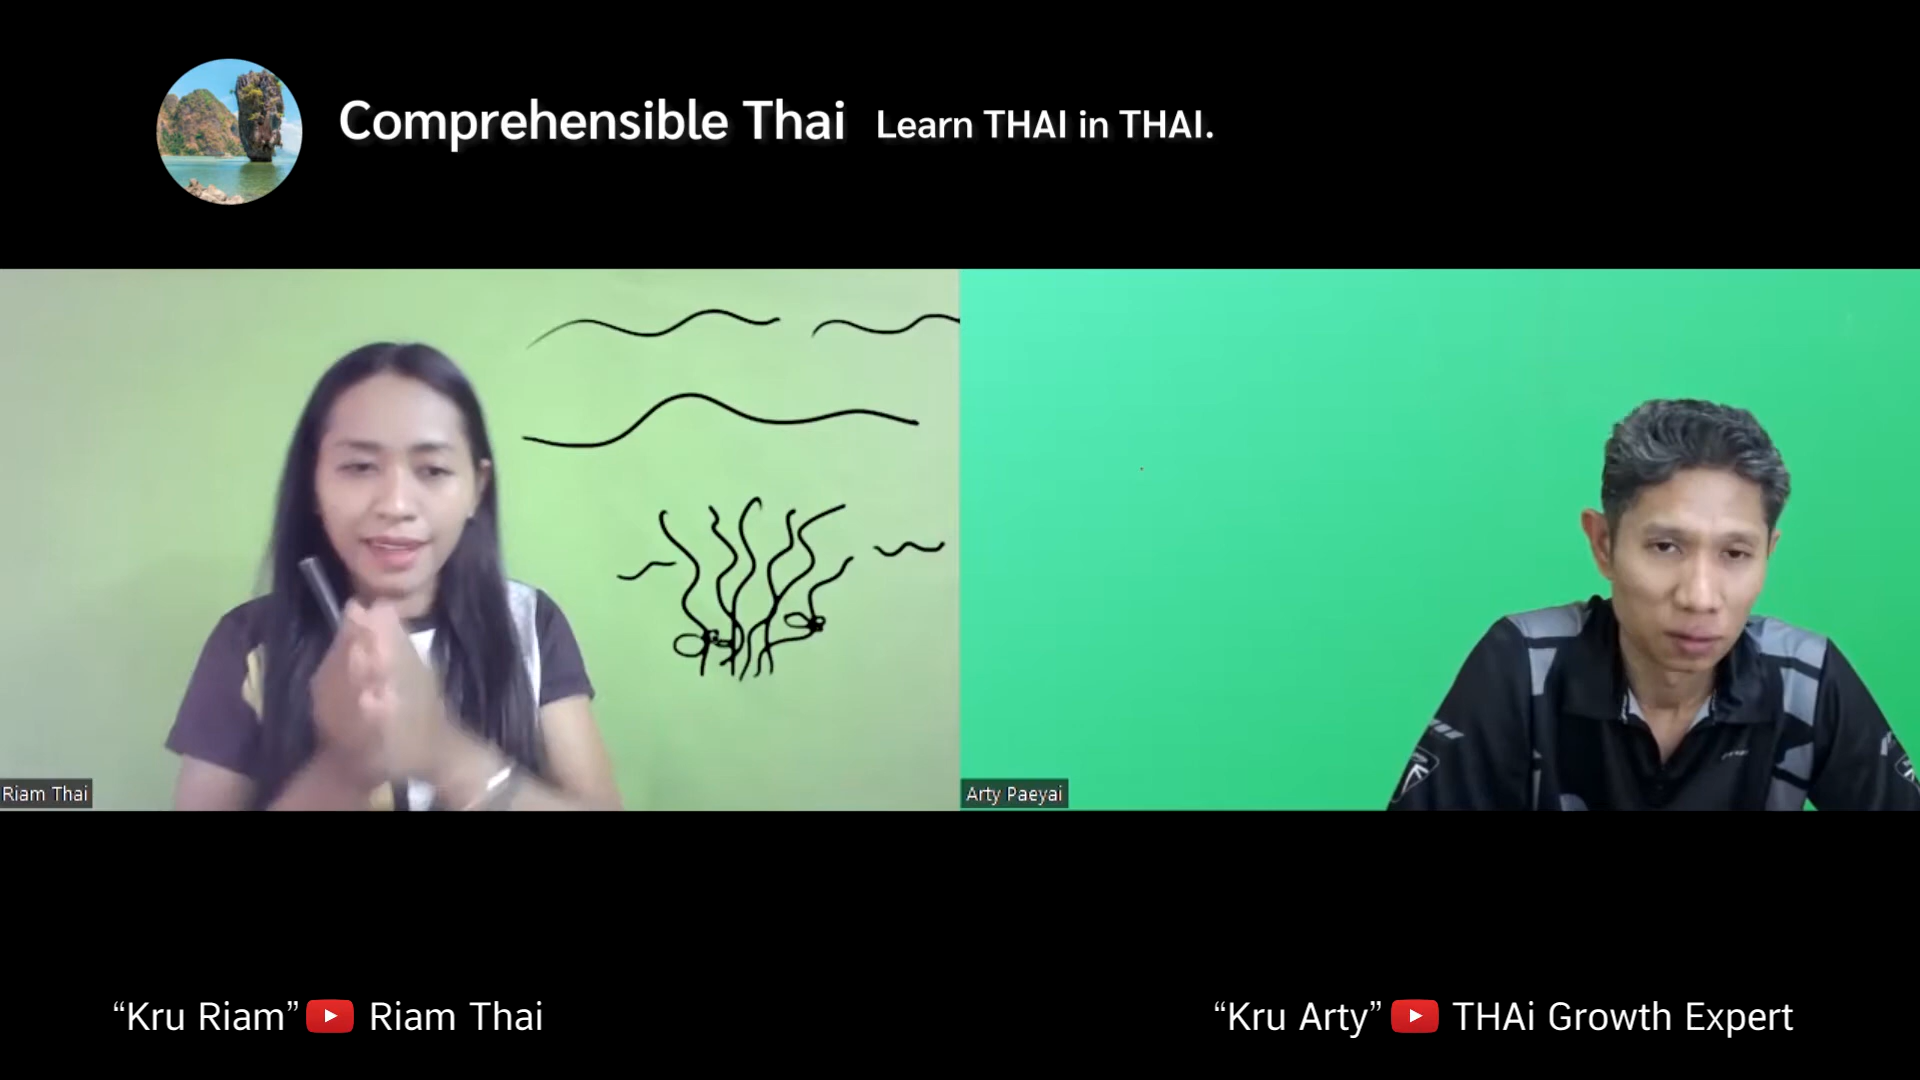 Comprehensible Thai Learn THAI in THAI.
Riam Thai
Arty Paeyai
“Kru Riam” Riam Thai
“Kru Arty” THAi Growth Expert